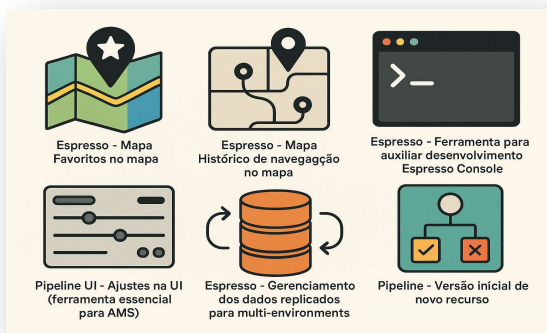 Espresso - Mapa
Favoritos no mapa
Espresso - Mapa
Histórico de navegagção
no mapa
Espresso - Ferramenta para
auxiliar desenvolvimento
Espresso Console
Pipeline UI - Ajustes na UI
(ferramenta essencial
para AMS)
Espresso - Gerenciamento
dos dados replicados
para multi-environments
Pipeline - Versão inícial de
novo recurso